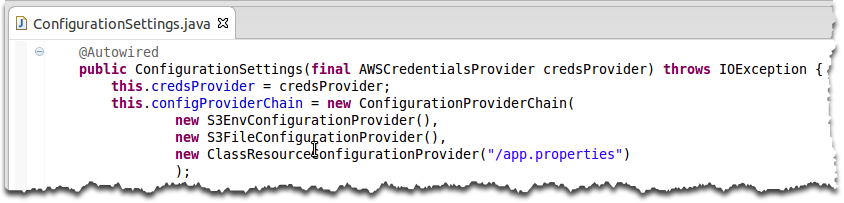 ConfigurationSettings.java
@Autowired
public ConfigurationSettings(final AWSCredentialsProvider credsProvider) throws IOException {
this.credsProvider = credsProvider;
this.configProviderChain = new ConfigurationProviderChain(
new S3EnvConfigurationProvider(),
new S3FileConfigurationProvider(),
new ClassResourceConfigurationProvider("/app.properties")
);